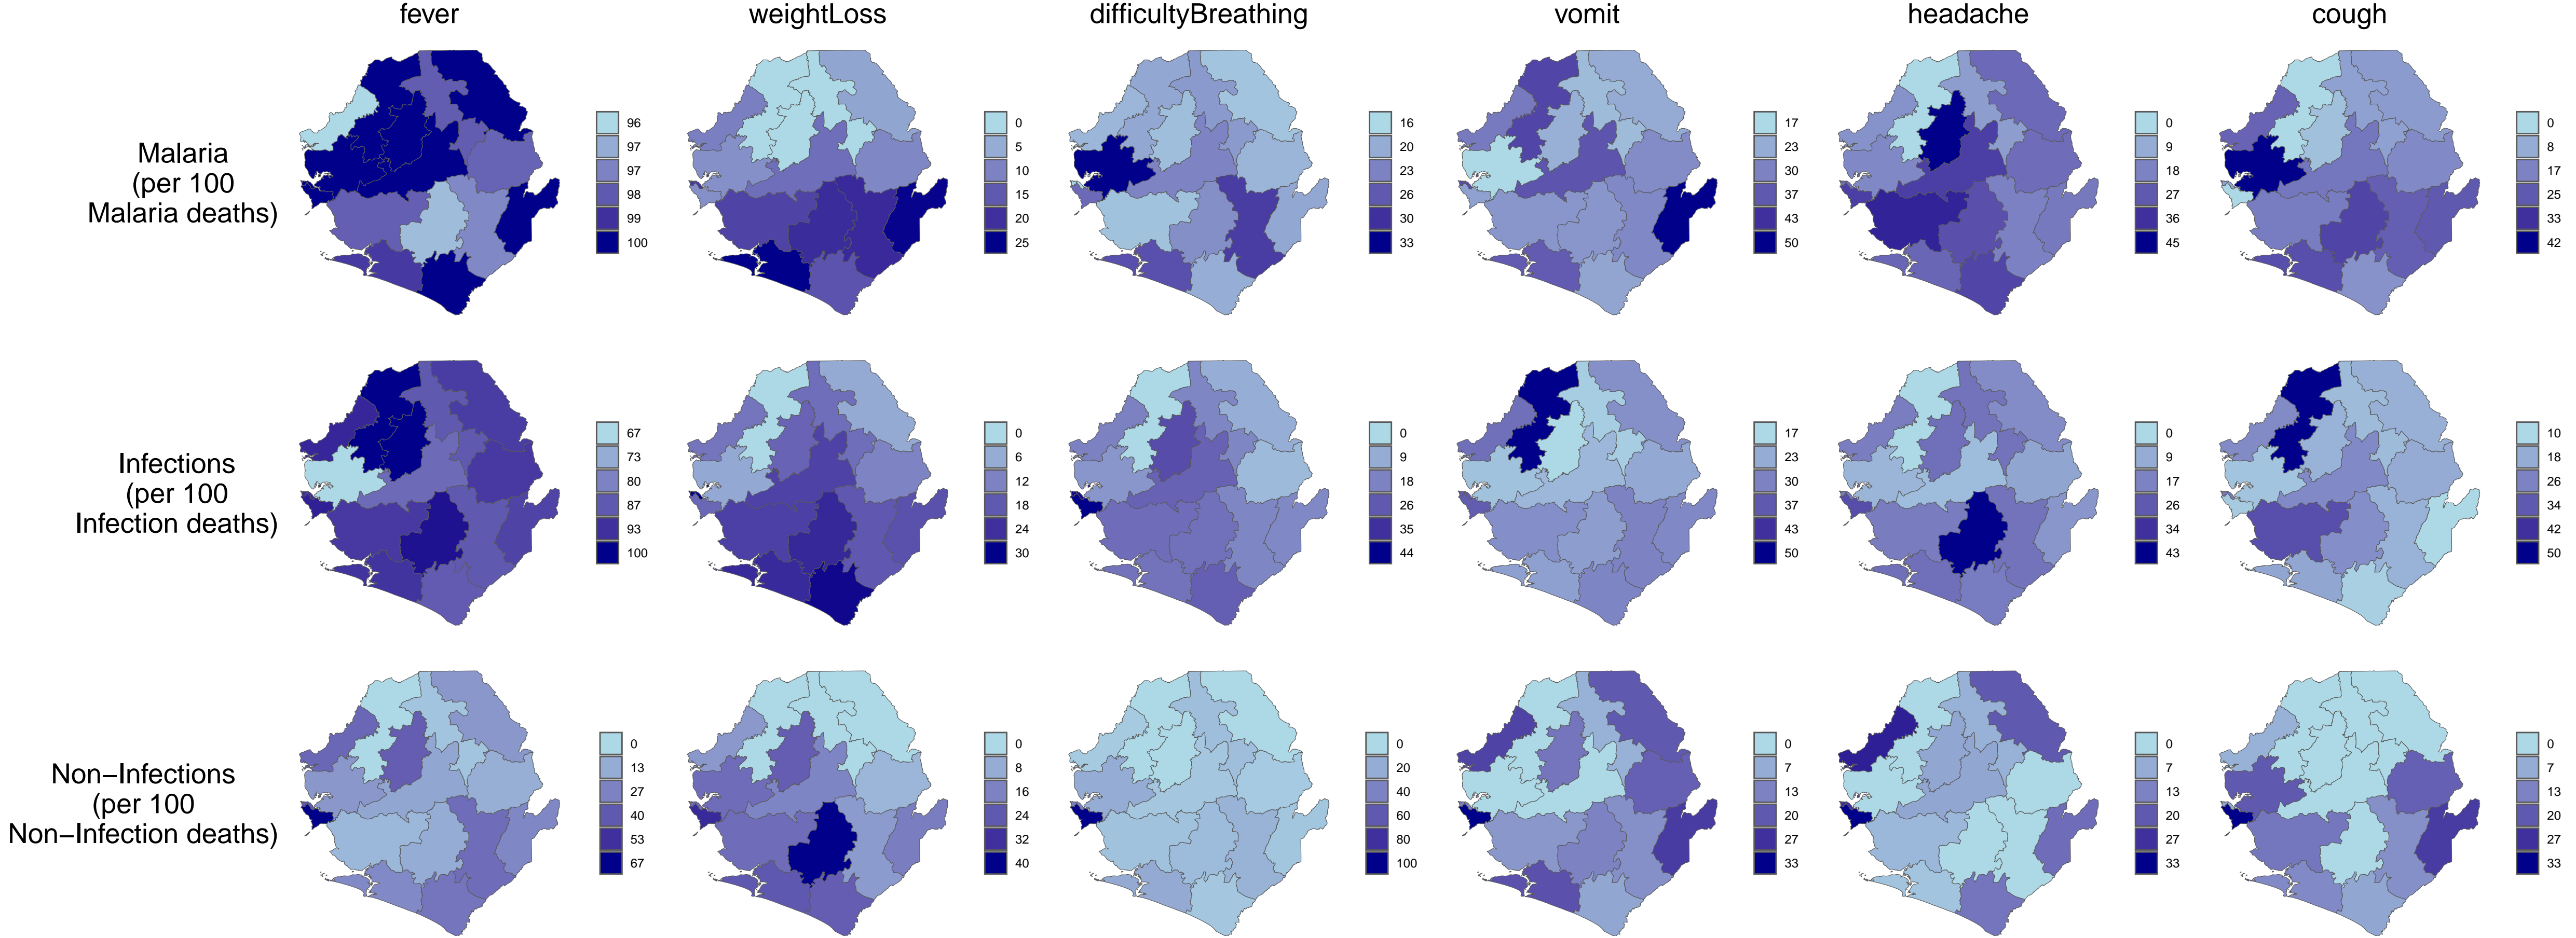 fever weightLoss difficultyBreathing vomit headache cough
Malaria
(per 100
Malaria deaths)
96 0 16 17 0 0
97 5 20 23 9 8
97 10 23 30 18 17
98 15 26 37 27 25
99 20 30 43 36 33
100 25 33 50 45 42
Infections
(per 100
Infection deaths)
67 0 0 17 0 10
73 6 9 23 9 18
80 12 18 30 17 26
87 18 26 37 26 34
93 24 35 43 34 42
100 30 44 50 43 50
Non−Infections
(per 100
Non−Infection deaths)
0 0 0 0 0 0
13 8 20 7 7 7
27 16 40 13 13 13
40 24 60 20 20 20
53 32 80 27 27 27
67 40 100 33 33 33